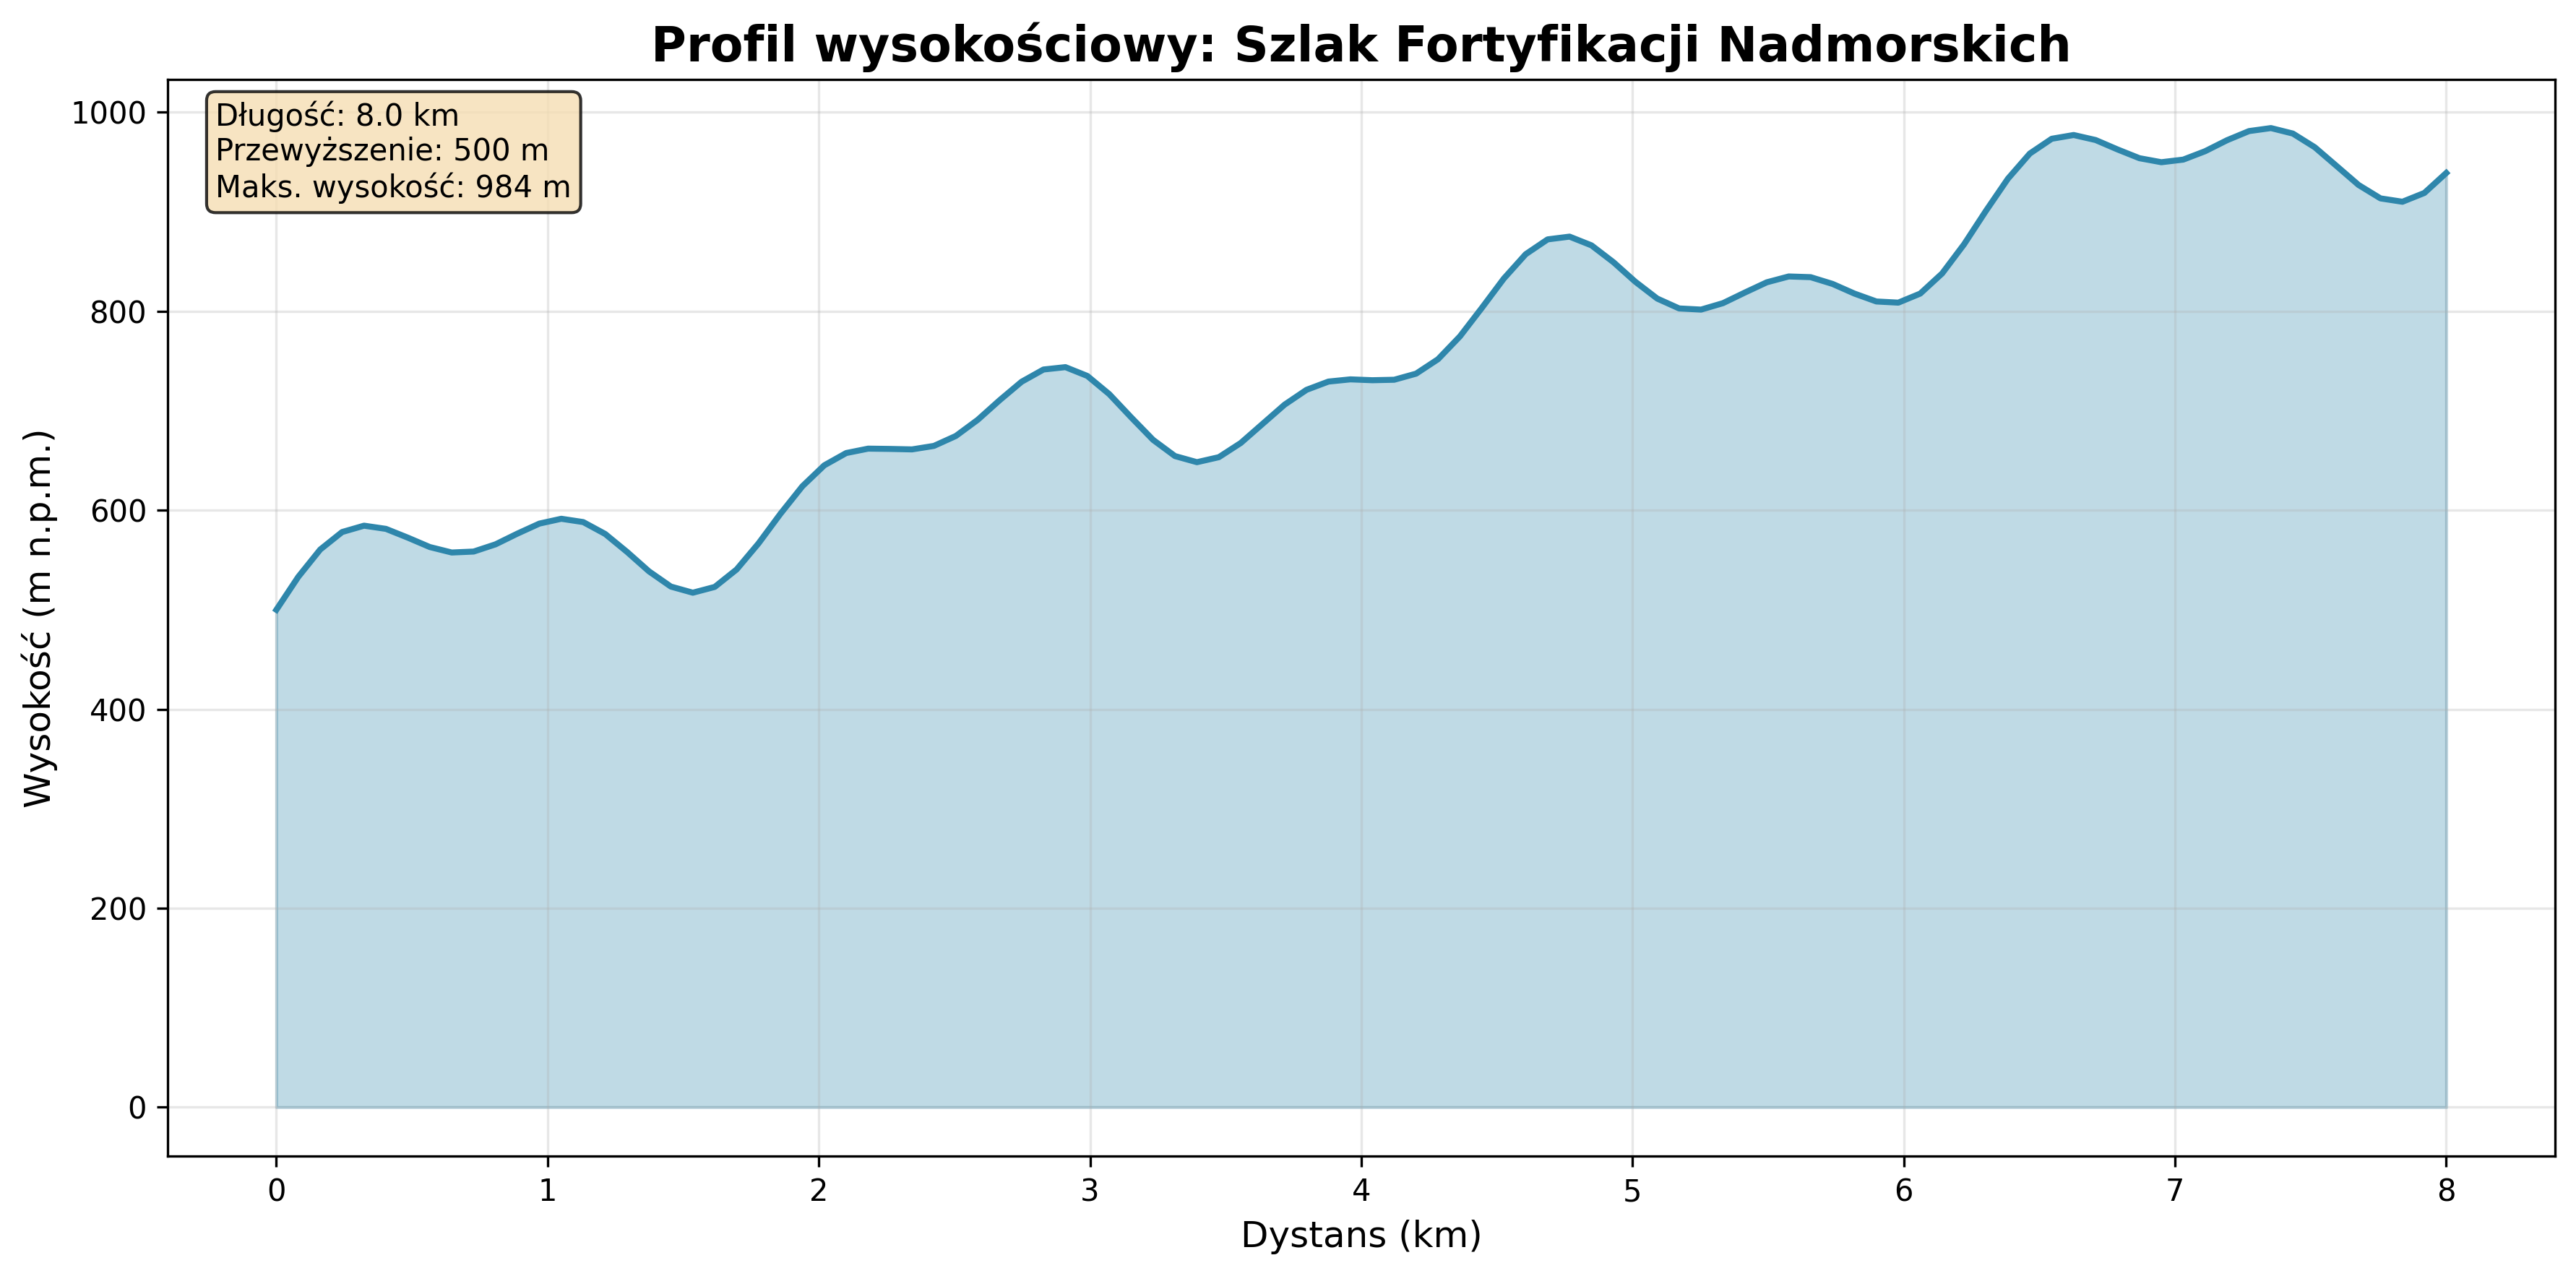 Profil wysokościowy: Szlak Fortyfikacji Nadmorskich
Długość: 8.0 km
Przewyższenie: 500 m
Maks. wysokość: 984 m
Wysokość (m n.p.m.)
1000
800
600
400
200
0
0 1 2 3 4 5 6 7 8
Dystans (km)